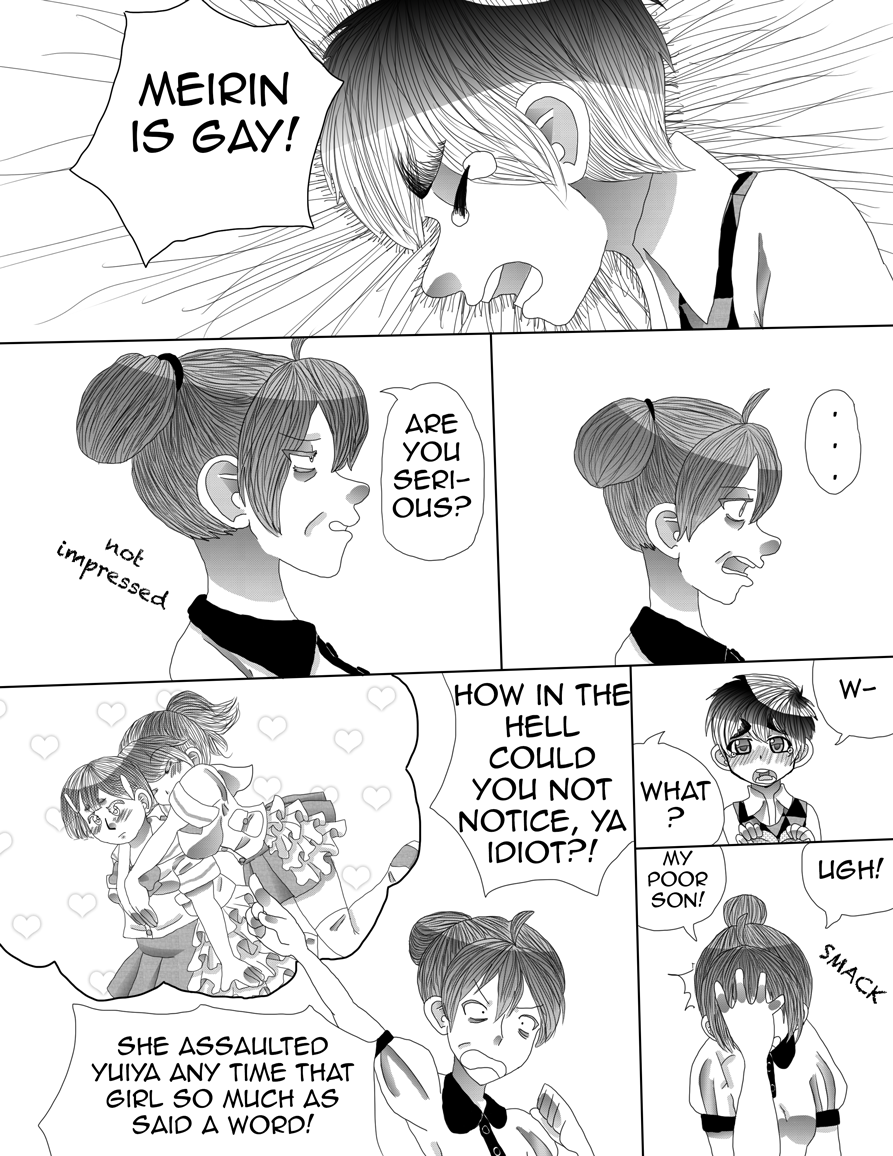 MEIRIN
IS GAY!
ARE
YOU
SERI-
OUS?
not
impressed
. . .
HOW IN THE
HELL
COULD
YOU NOT
NOTICE, YA
IDIOT?!
SHE ASSAULTED
YUIYA ANY TIME THAT
GIRL SO MUCH AS
SAID A WORD!
W-
WHAT
?
UGH!
MY
POOR
SON!
SMACK